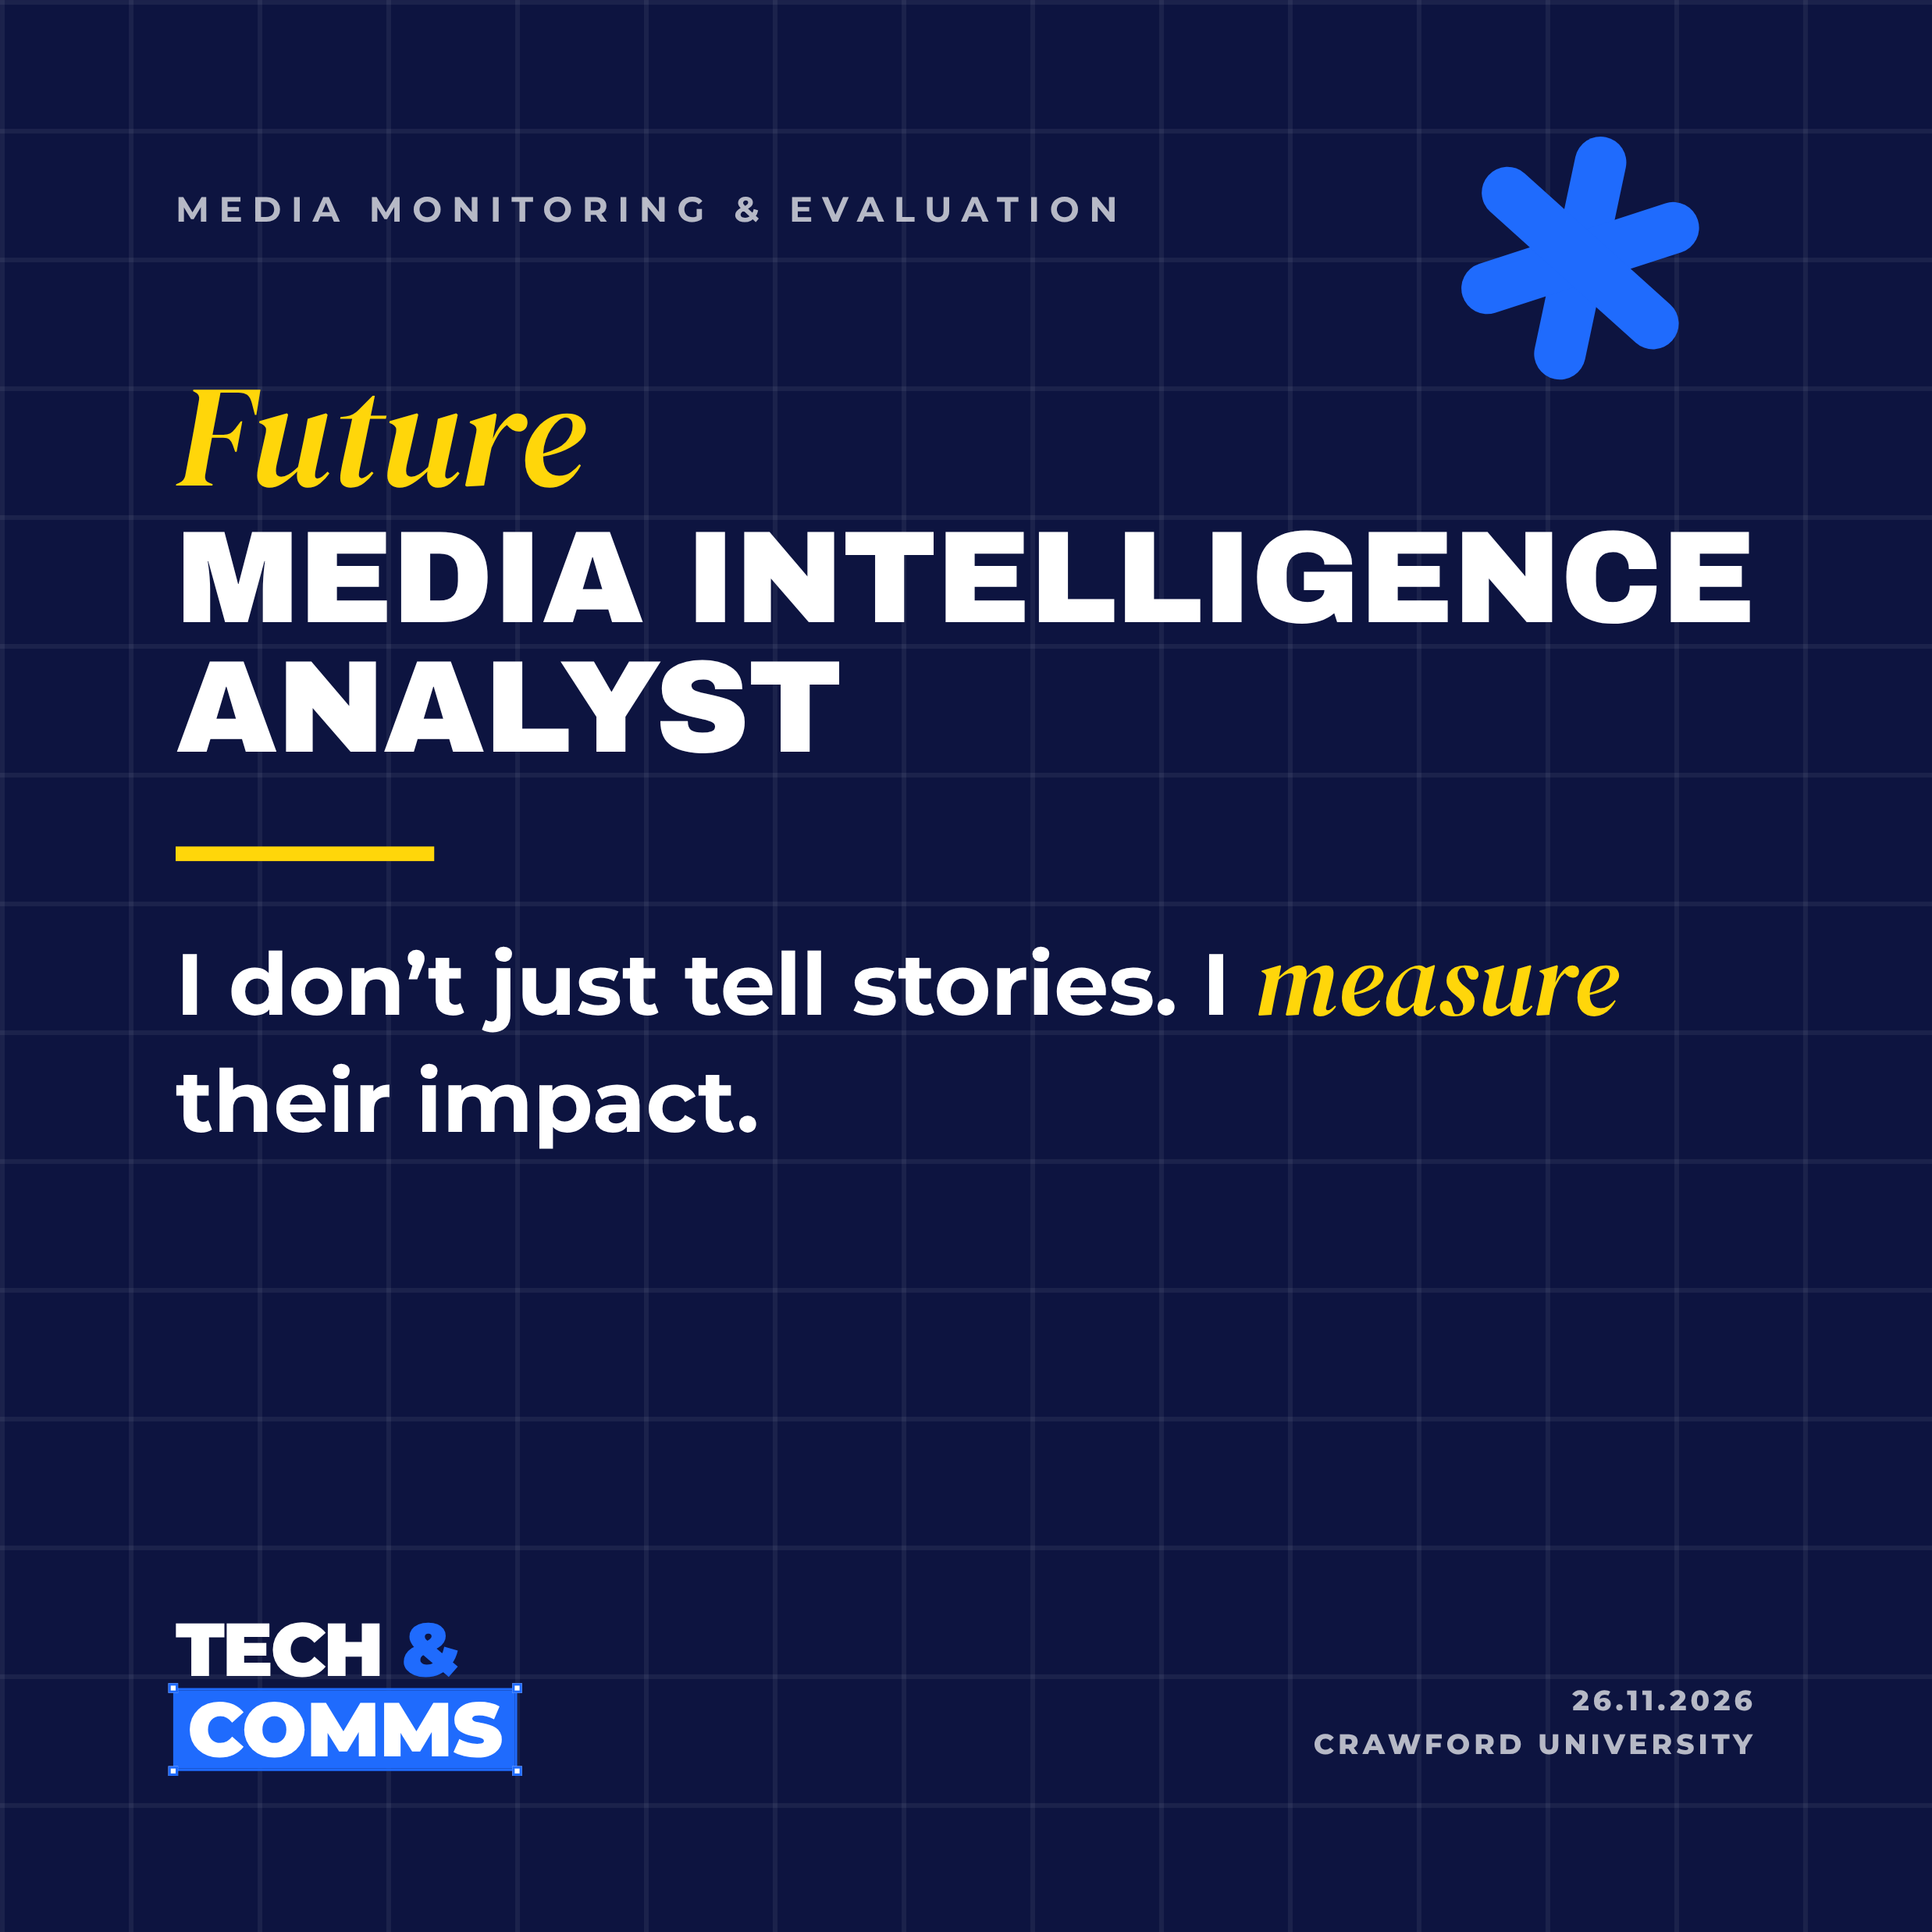 MEDIA MONITORING & EVALUATION
Future
MEDIA INTELLIGENCE
ANALYST
I don’t just tell stories. I measure
their impact.
TECH &
COMMS
26.11.2026
CRAWFORD UNIVERSITY